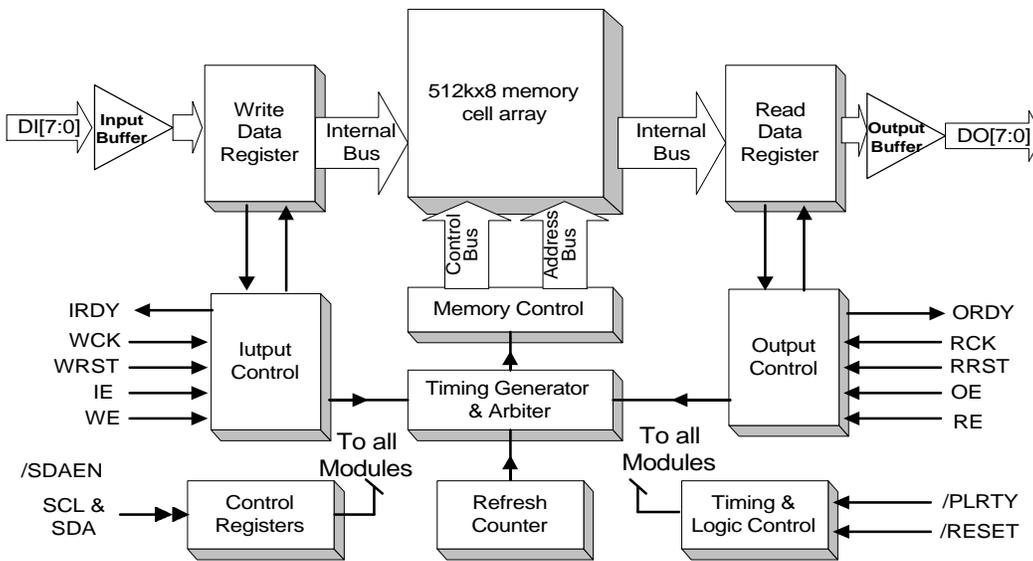 DI[7:0]
Input
Buffer
Write
Data
Register
Internal
Bus
512kx8 memory
cell array
Internal
Bus
Read
Data
Register
Output
Buffer
DO[7:0]
Control
Bus
Address
Bus
IRDY
WCK
WRST
IE
WE
Iutput
Control
Memory Control
Timing Generator
& Arbiter
Output
Control
ORDY
RCK
RRST
OE
RE
To all
Modules
To all
Modules
/SDAEN
SCL &
SDA
Control
Registers
Refresh
Counter
Timing &
Logic Control
/PLRTY
/RESET